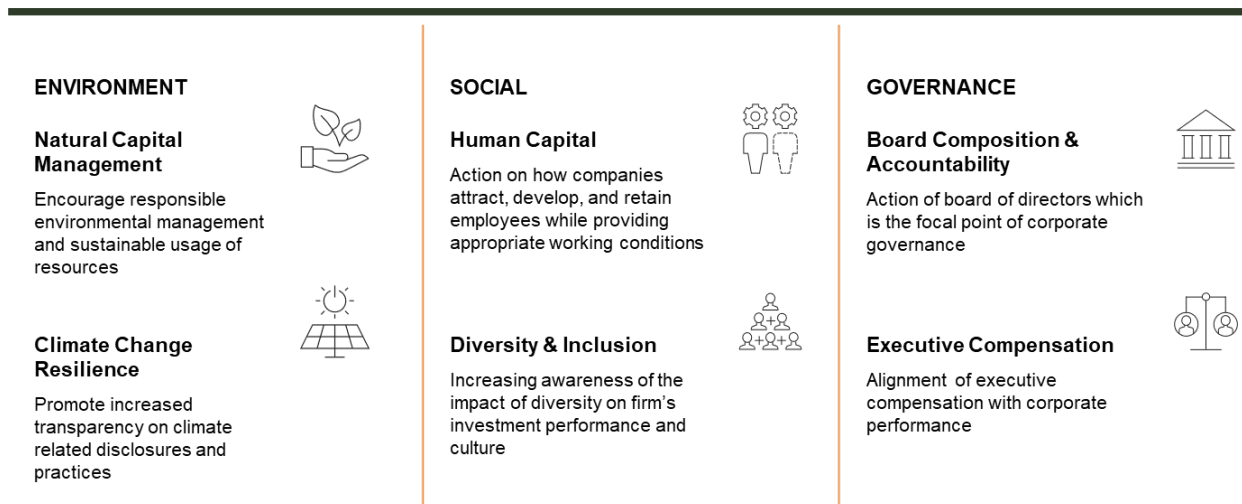 ENVIRONMENT
Natural Capital
Management
Encourage responsible
environmental management
and sustainable usage of
resources
Climate Change
Resilience
Promote increased
transparency on climate
related disclosures and
practices
SOCIAL
Human Capital
Action on how companies
attract, develop, and retain
employees while providing
appropriate working conditions
Diversity & Inclusion
Increasing awareness of the
impact of diversity on firm's
investment performance and
culture
GOVERNANCE
Board Composition &
Accountability
Action of board of directors which
is the focal point of corporate
governance
Executive Compensation
Alignment of executive
compensation with corporate
performance